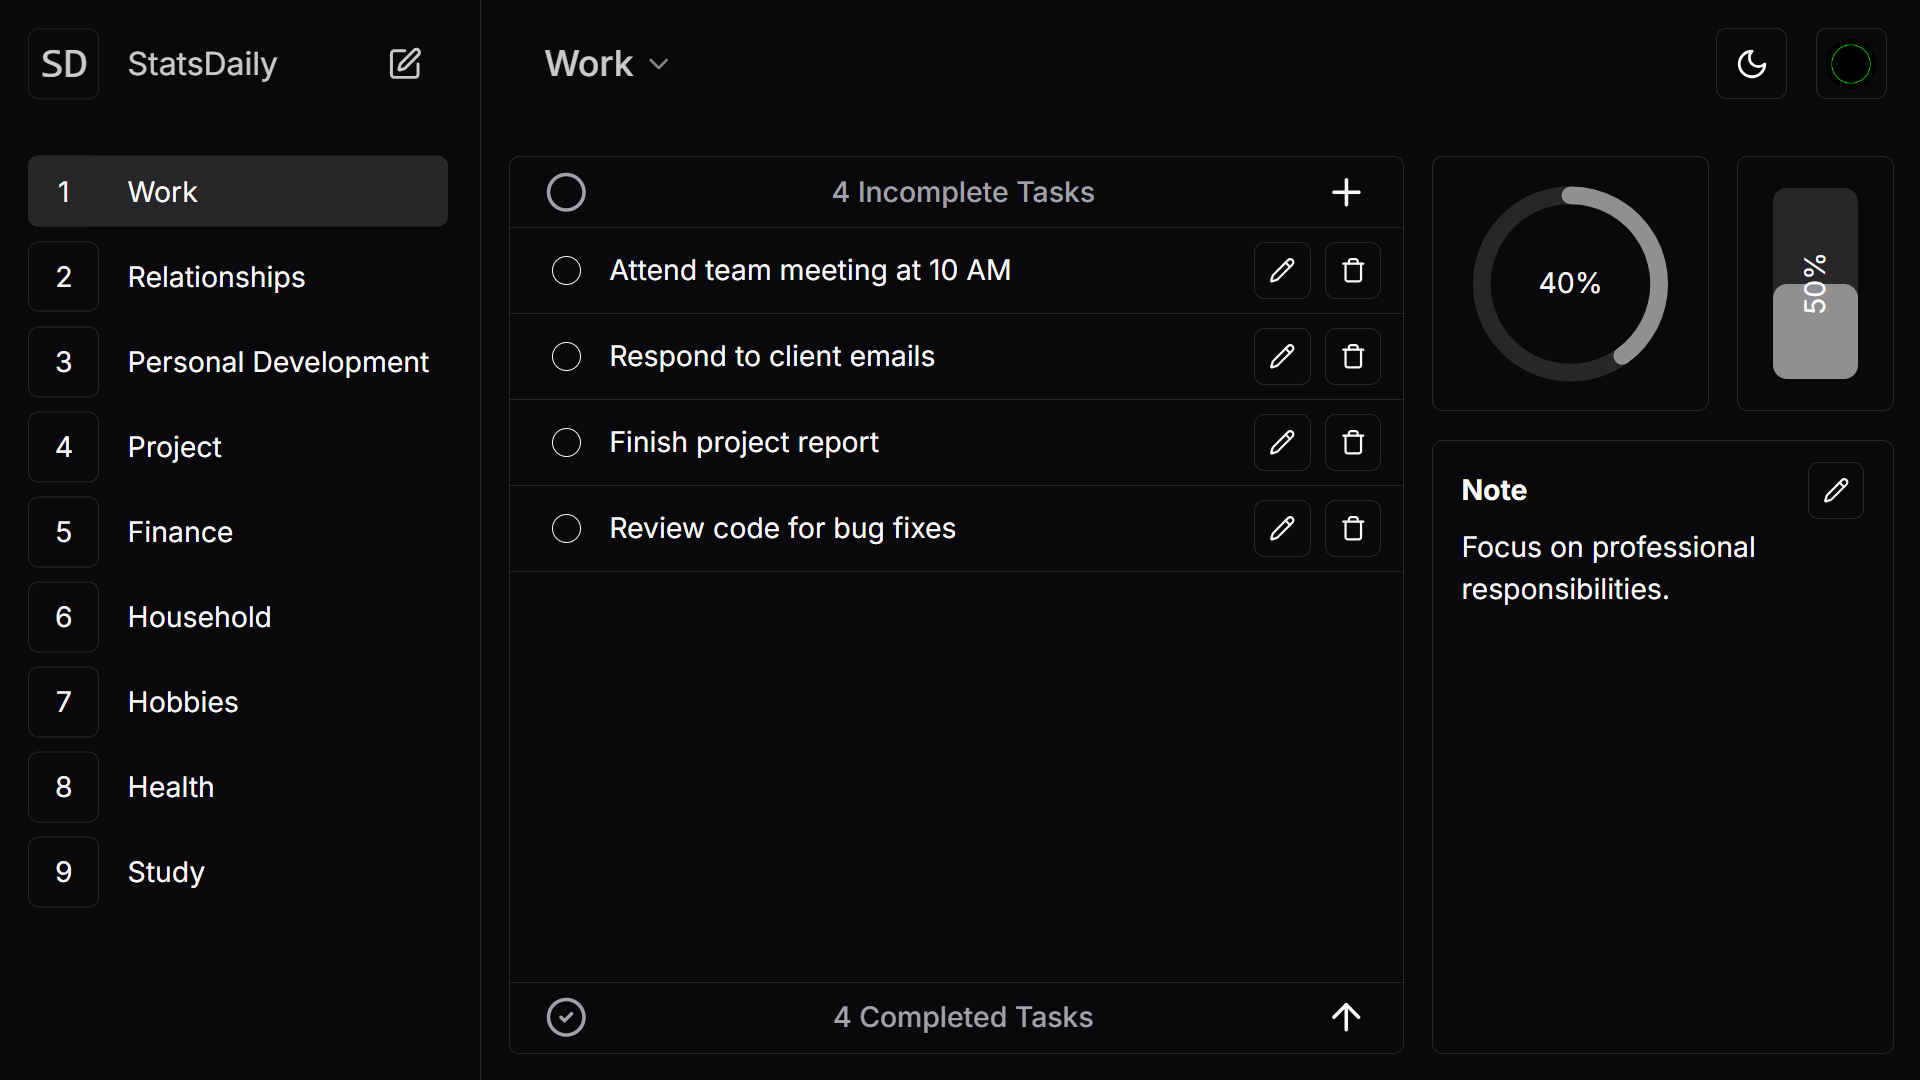 SD
StatsDaily
1 Work
2 Relationships
3 Personal Development
4 Project
5 Finance
6 Household
7 Hobbies
8 Health
9 Study
Work
4 Incomplete Tasks
Attend team meeting at 10 AM
Respond to client emails
Finish project report
Review code for bug fixes
4 Completed Tasks
40%
50%
Note
Focus on professional
responsibilities.